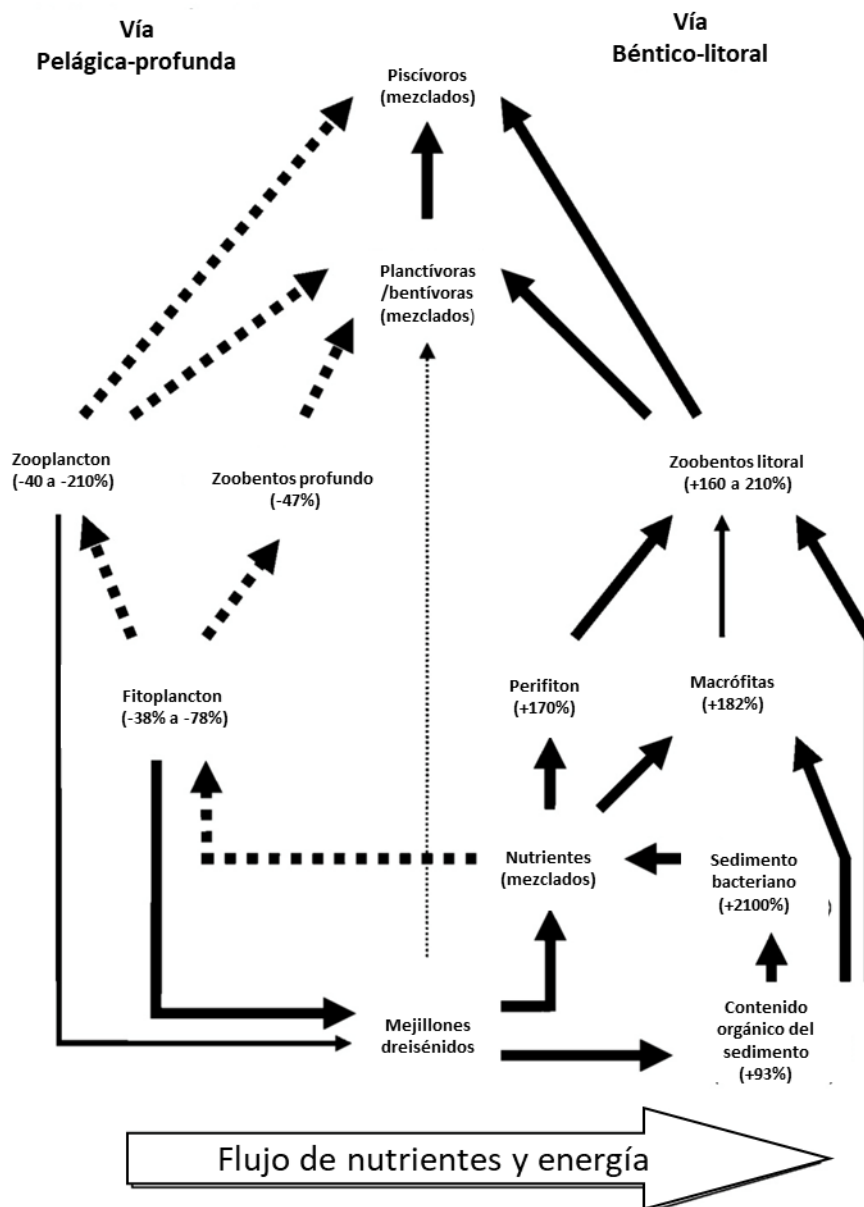 Vía
Pelágica-profunda
Vía
Béntico-litoral
Piscívoros
(mezclados)
Planctívoras
/bentívoras
(mezclados)
Zooplancton
(-40 a -210%)
Zoobentos profundo
(-47%)
Zoobentos litoral
(+160 a 210%)
Fitoplancton
(-38% a -78%)
Perifiton
(+170%)
Macrófitas
(+182%)
Nutrientes
(mezclados)
Sedimento
bacteriano
(+2100%)
Mejillones
dreisénidos
Contenido
orgánico del
sedimento
(+93%)
Flujo de nutrientes y energía